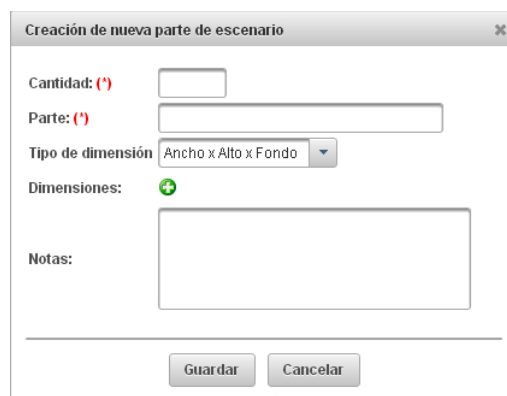 Creación de nueva parte de escenario
Cantidad: (*)
Parte: (*)
Tipo de dimensión Ancho x Alto x Fondo
Dimensiones:
Notas:
Guardar Cancelar